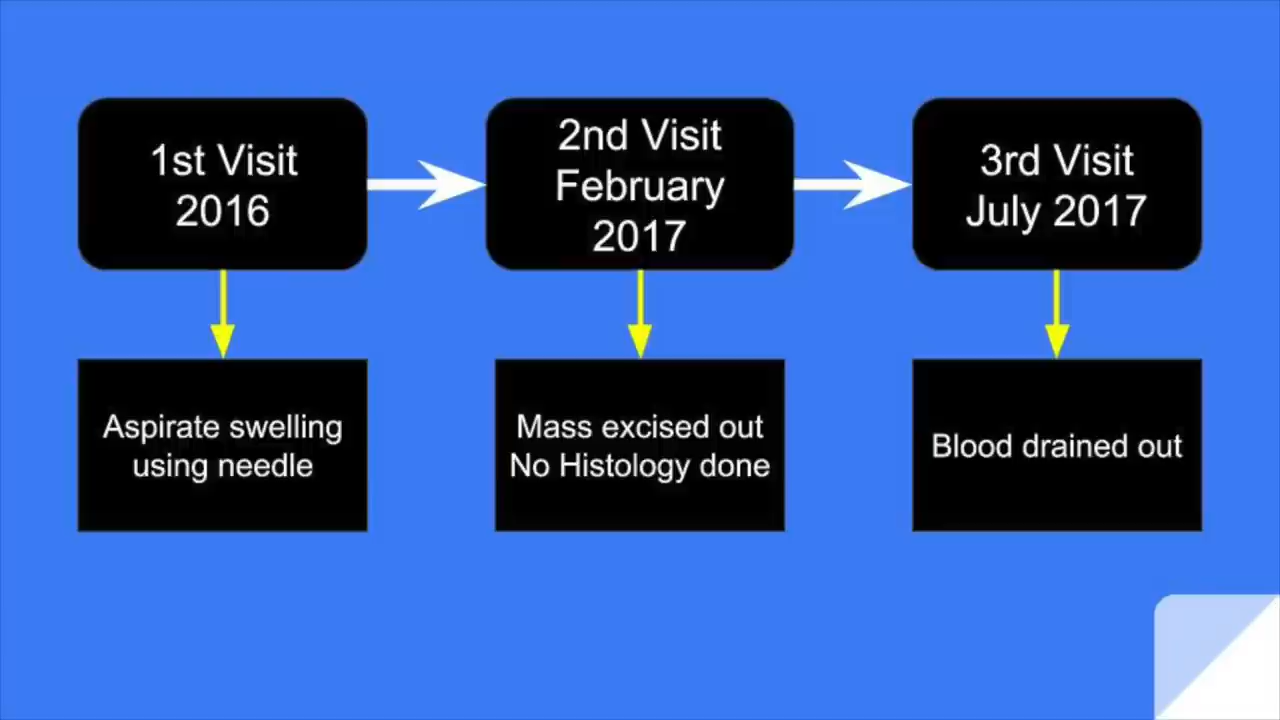 1st Visit
2016
2nd Visit
February
2017
3rd Visit
July 2017
Aspirate swelling
using needle
Mass excised out
No Histology done
Blood drained out